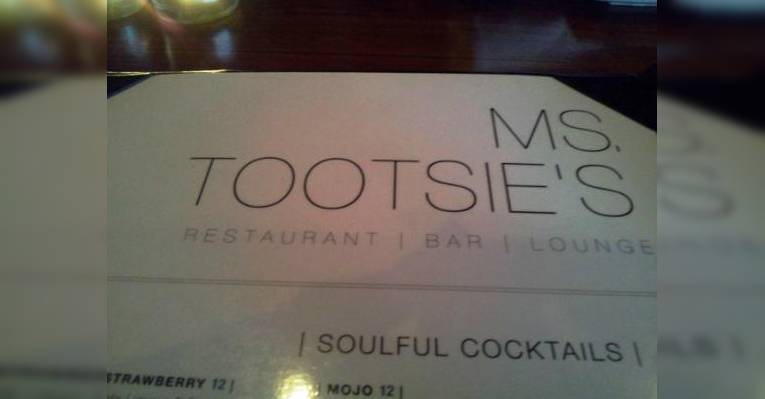 MS.
TOOTSIE'S
RESTAURANT | BAR | LOUNGE
| SOULFUL COCKTAILS |
STRAWBERRY 12 |
| MOJO 12 |